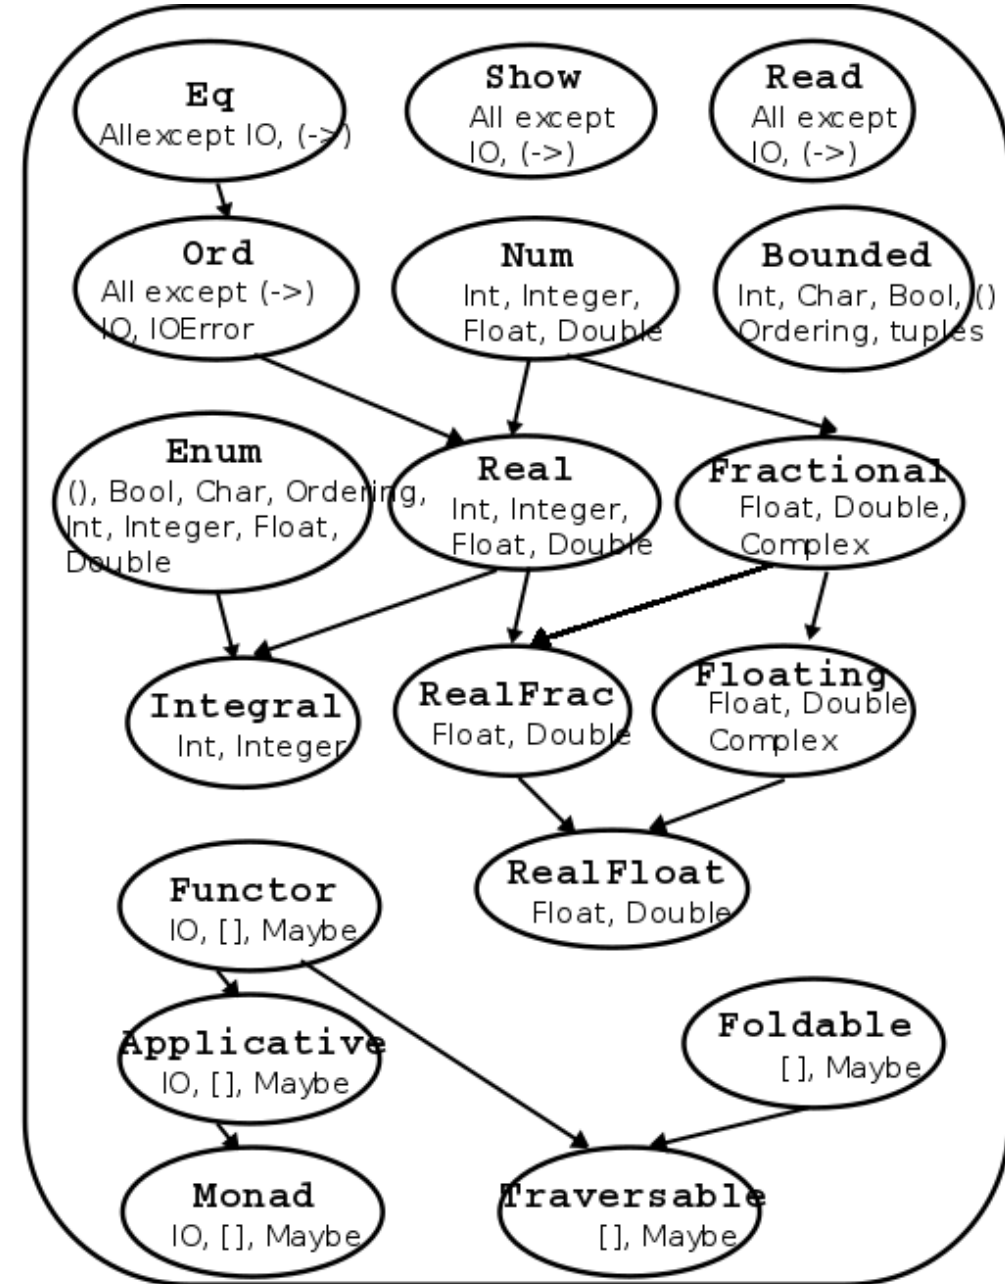 Eq
All except IO, (->)
Show
All except
IO, (->)
Read
All except
IO, (->)
Ord
All except (->)
IO, IOError
Num
Int, Integer,
Float, Double
Bounded
Int, Char, Bool, ()
Ordering, tuples
Enum
(), Bool, Char, Ordering,
Int, Integer, Float,
Double
Real
Int, Integer,
Float, Double
Fractional
Float, Double,
Complex
Integral
Int, Integer
RealFrac
Float, Double
Floating
Float, Double
Complex
RealFloat
Float, Double
Functor
IO, [], Maybe
Applicative
IO, [], Maybe
Foldable
[], Maybe
Monad
IO, [], Maybe
Traversable
[], Maybe